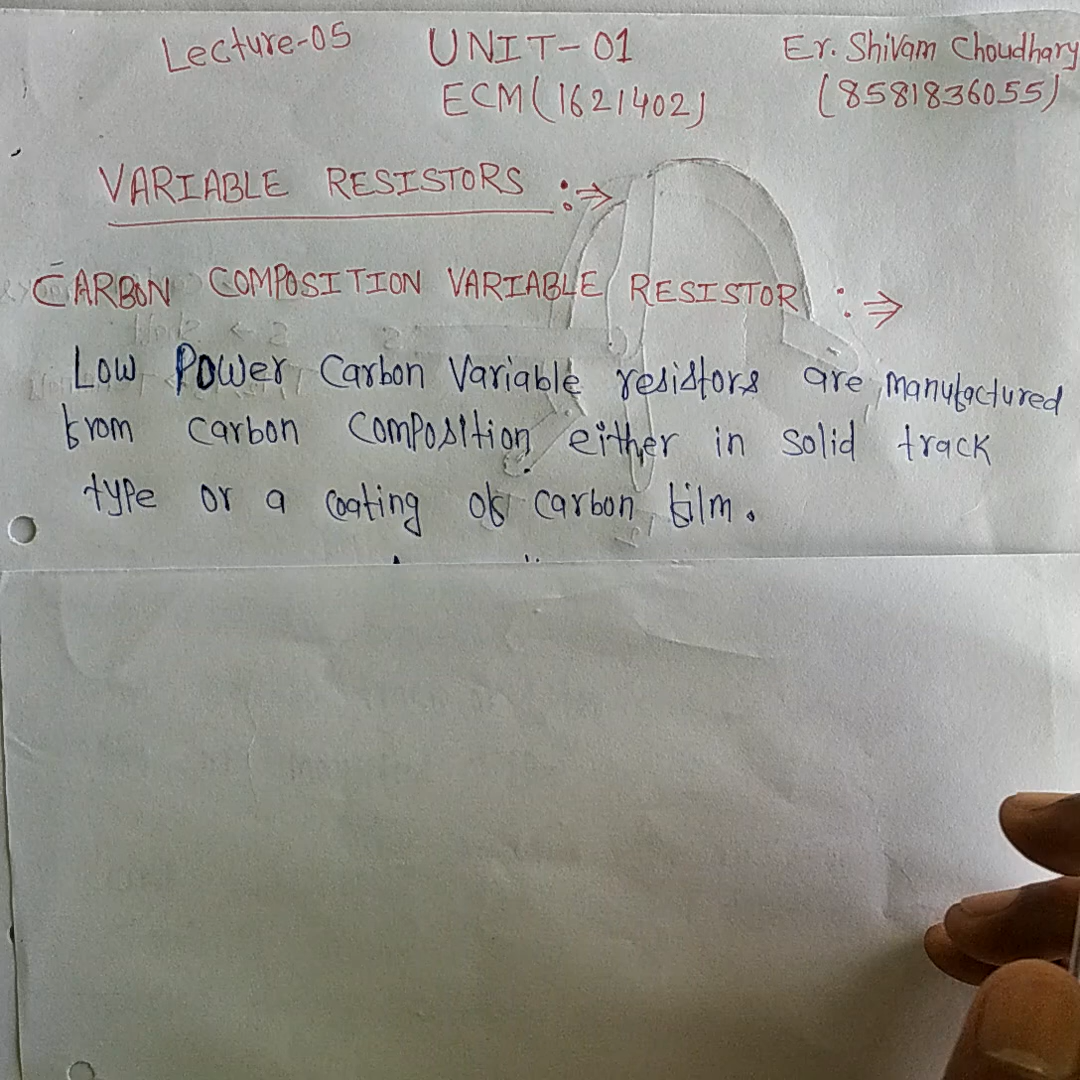 Lecture-05 UNIT-01 Er. Shivam Choudhary
ECM(1621402) (8581836055)
VARIABLE RESISTORS :⇒
CARBON COMPOSITION VARIABLE RESISTOR :⇒
Low Power Carbon Variable resistors are manufactured
from carbon composition either in solid track
type or a coating of carbon film.